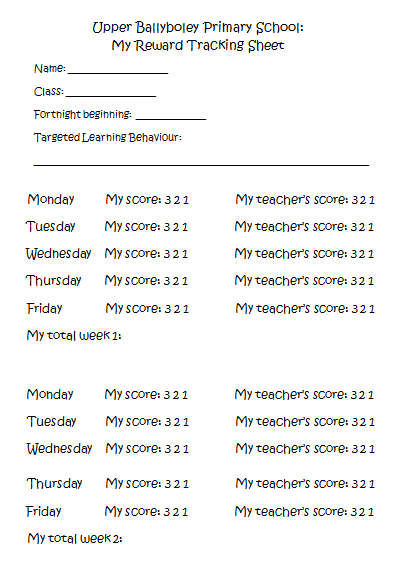 Upper Ballyboley Primary School:
My Reward Tracking Sheet
Name: ___________________
Class: __________________
Fortnight beginning: ______________
Targeted Learning Behaviour:
________________________________________________________________
Monday My score: 3 2 1 My teacher's score: 3 2 1
Tuesday My score: 3 2 1 My teacher's score: 3 2 1
Wednesday My score: 3 2 1 My teacher's score: 3 2 1
Thursday My score: 3 2 1 My teacher's score: 3 2 1
Friday My score: 3 2 1 My teacher's score: 3 2 1
My total week 1:
Monday My score: 3 2 1 My teacher's score: 3 2 1
Tuesday My score: 3 2 1 My teacher's score: 3 2 1
Wednesday My score: 3 2 1 My teacher's score: 3 2 1
Thursday My score: 3 2 1 My teacher's score: 3 2 1
Friday My score: 3 2 1 My teacher's score: 3 2 1
My total week 2: